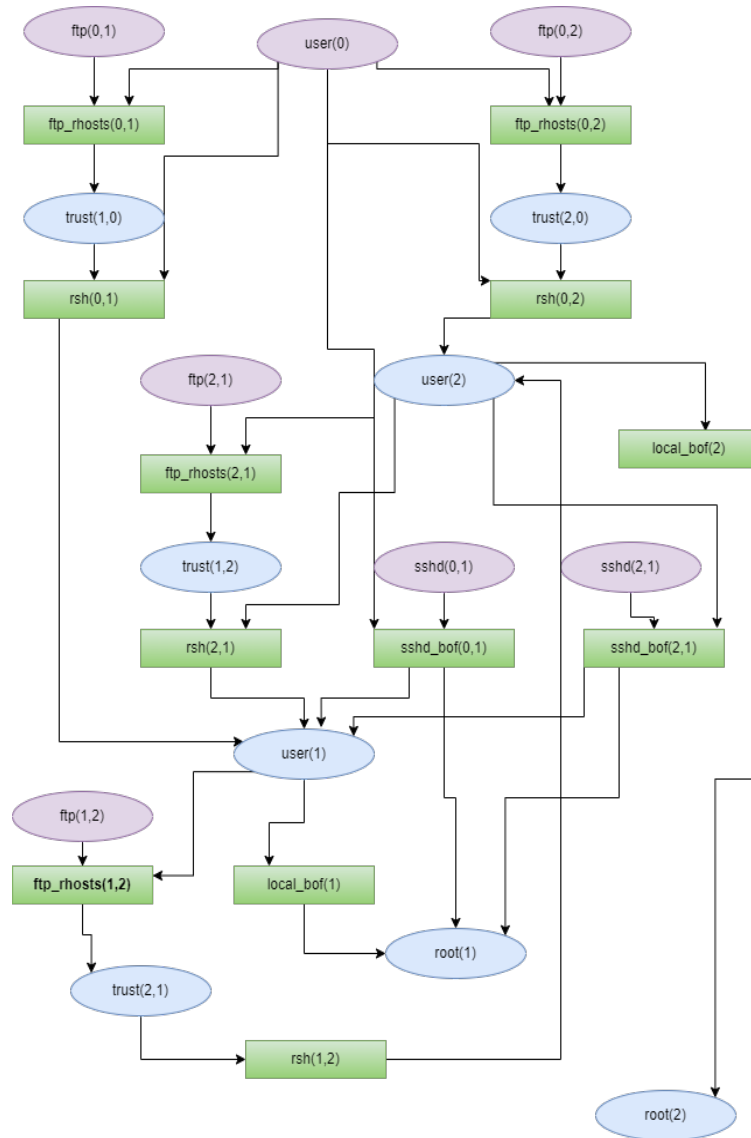 ftp(0,1)
user(0)
ftp(0,2)
ftp_rhosts(0,1)
ftp_rhosts(0,2)
trust(1,0)
trust(2,0)
rsh(0,1)
rsh(0,2)
ftp(2,1)
user(2)
local_bof(2)
ftp_rhosts(2,1)
trust(1,2)
sshd(0,1)
sshd(2,1)
rsh(2,1)
sshd_bof(0,1)
sshd_bof(2,1)
user(1)
ftp(1,2)
ftp_rhosts(1,2)
local_bof(1)
root(1)
trust(2,1)
rsh(1,2)
root(2)